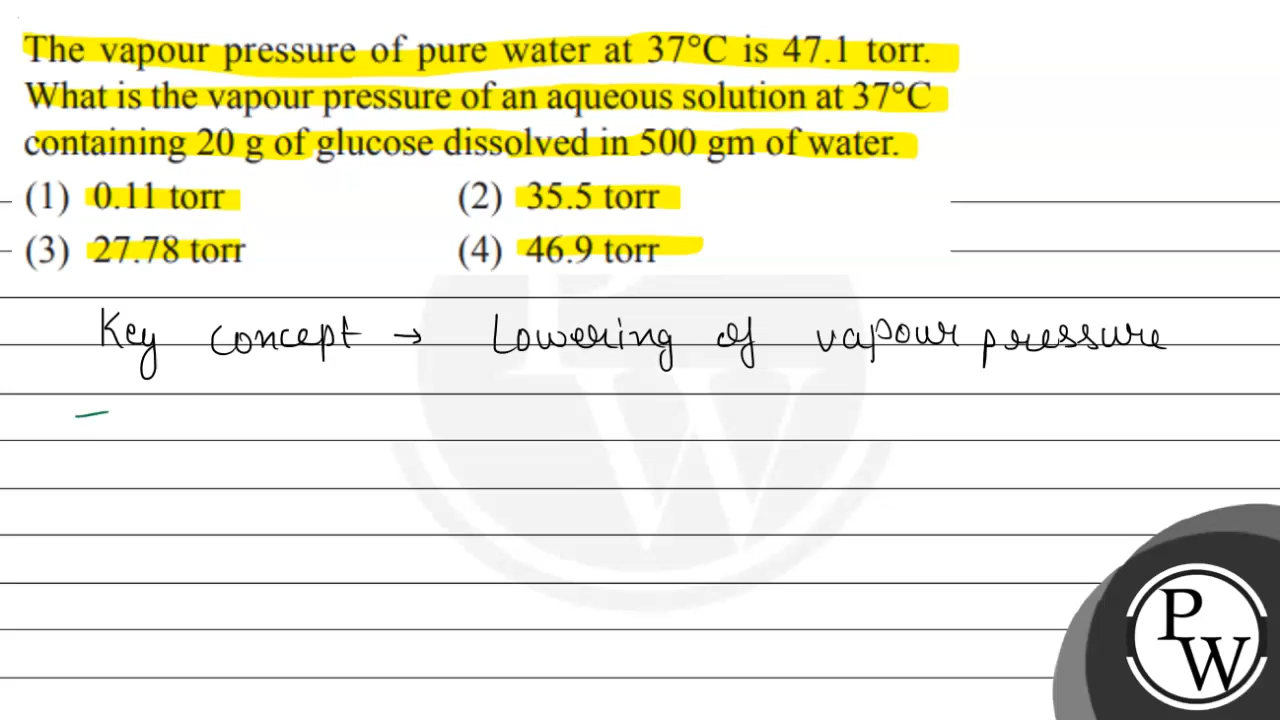 The vapour pressure of pure water at 37°C is 47.1 torr.
What is the vapour pressure of an aqueous solution at 37°C
containing 20 g of glucose dissolved in 500 gm of water.
(1) 0.11 torr (2) 35.5 torr
(3) 27.78 torr (4) 46.9 torr
Key concept → Lowering of vapour pressure
P
W